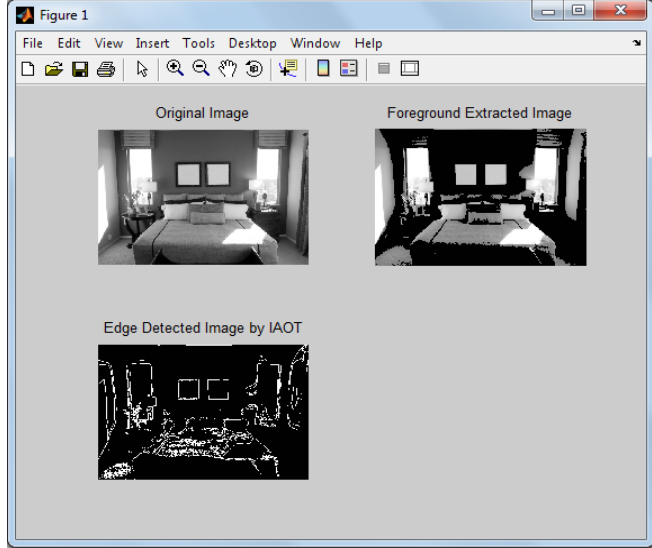 Figure 1
File Edit View Insert Tools Desktop Window Help
Original Image
Foreground Extracted Image
Edge Detected Image by IAOT